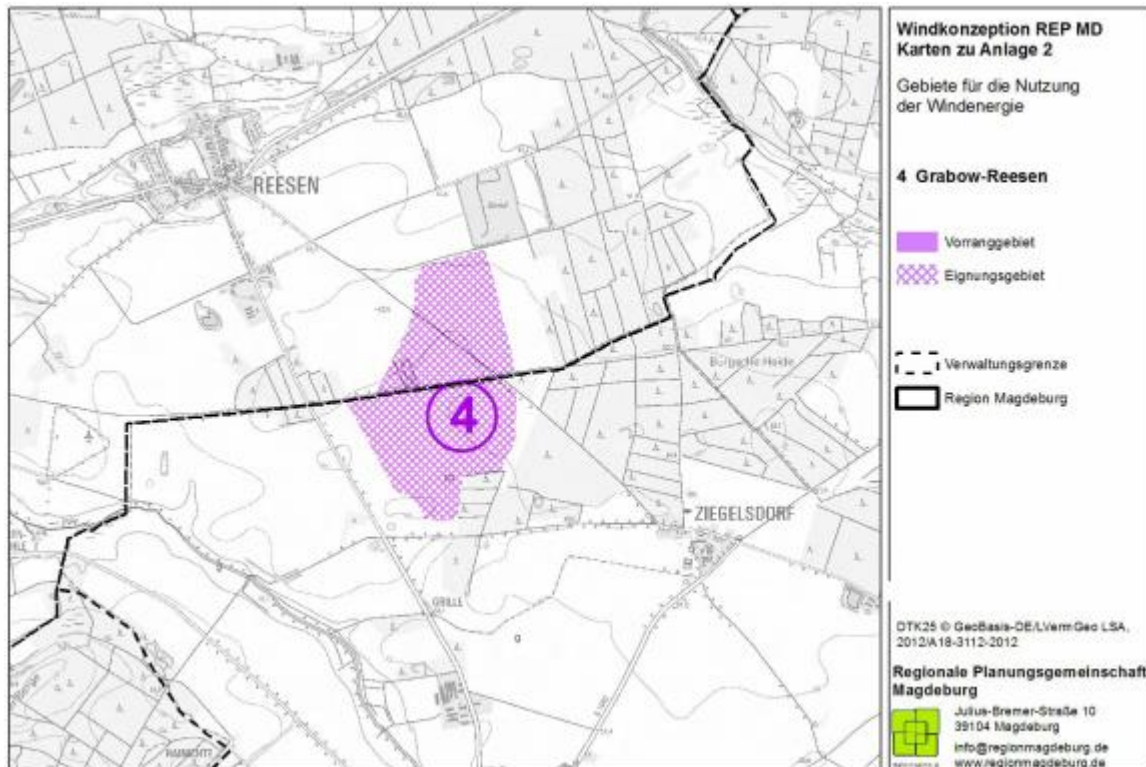 REESEN
Bürgsche Heide
4
ZIEGELSDORF
GRILLE
Windkonzeption REP MD
Karten zu Anlage 2
Gebiete für die Nutzung
der Windenergie
4 Grabow-Reesen
Vorranggebiet
Eignungsgebiet
Verwaltungsgrenze
Region Magdeburg
DTK25 © GeoBasis-DE/LVermGeo LSA,
2012/A18-3112-2012
Regionale Planungsgemeinschaft
Magdeburg
Julius-Bremer-Straße 10
39104 Magdeburg
info@regionmagdeburg.de
www.regionmagdeburg.de